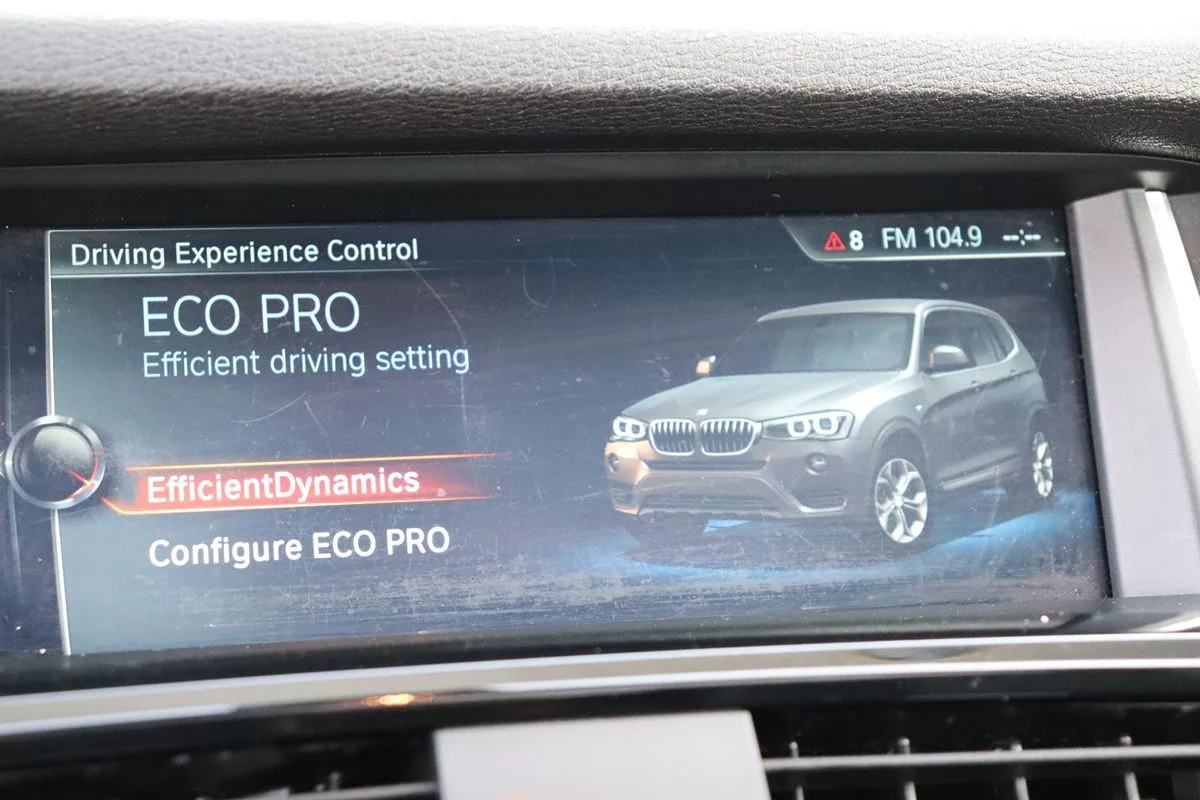 Driving Experience Control
8 FM 104.9 --:--
ECO PRO
Efficient driving setting
EfficientDynamics
Configure ECO PRO